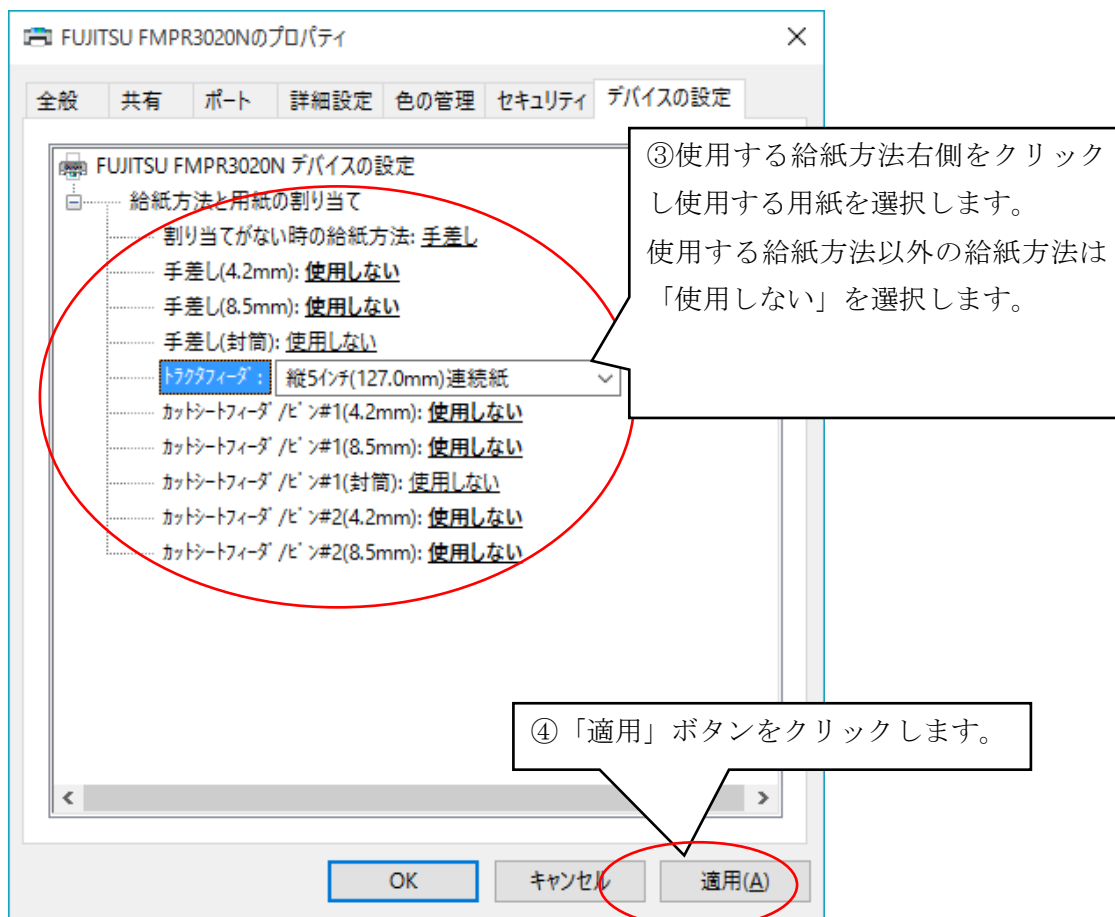 FUJITSU FMPR3020Nのプロパティ
全般 共有 ポート 詳細設定 色の管理 セキュリティ デバイスの設定
FUJITSU FMPR3020N デバイスの設定
給紙方法と用紙の割り当て
割り当てがない時の給紙方法: 手差し
手差し(4.2mm): 使用しない
手差し(8.5mm): 使用しない
手差し(封筒): 使用しない
ﾄﾗｸﾀﾌｨｰﾀﾞ: 縦5ｲﾝﾁ(127.0mm)連続紙
ｶｯﾄｼｰﾄﾌｨｰﾀﾞ/ﾋﾞﾝ#1(4.2mm): 使用しない
ｶｯﾄｼｰﾄﾌｨｰﾀﾞ/ﾋﾞﾝ#1(8.5mm): 使用しない
ｶｯﾄｼｰﾄﾌｨｰﾀﾞ/ﾋﾞﾝ#1(封筒): 使用しない
ｶｯﾄｼｰﾄﾌｨｰﾀﾞ/ﾋﾞﾝ#2(4.2mm): 使用しない
ｶｯﾄｼｰﾄﾌｨｰﾀﾞ/ﾋﾞﾝ#2(8.5mm): 使用しない
③使用する給紙方法右側をクリック
し使用する用紙を選択します。
使用する給紙方法以外の給紙方法は
「使用しない」を選択します。
④「適用」ボタンをクリックします。
OK キャンセル 適用(A)